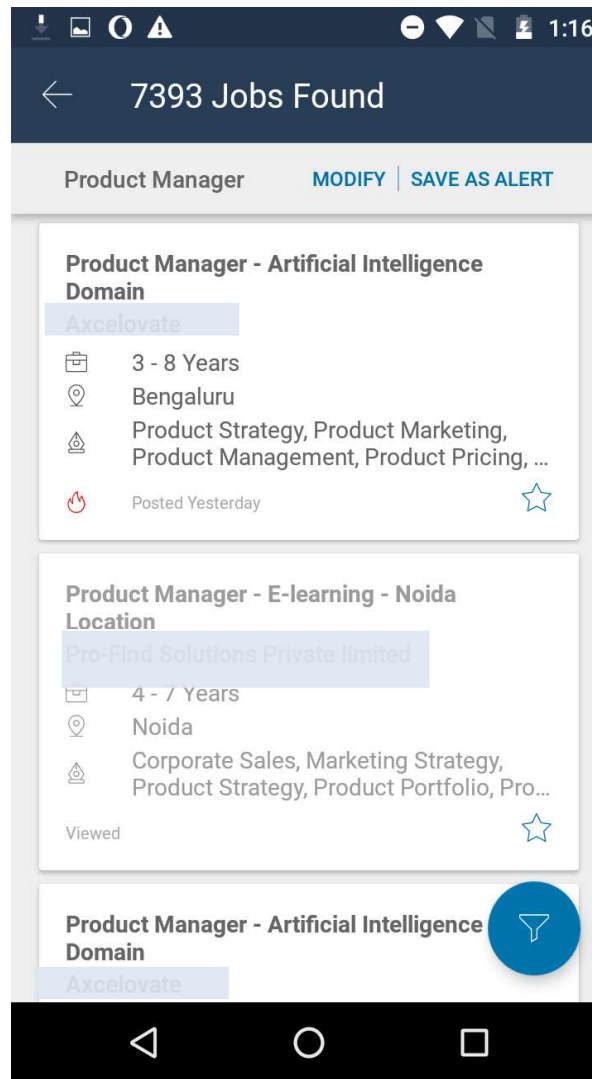 1:16
7393 Jobs Found
Product Manager MODIFY SAVE AS ALERT
Product Manager - Artificial Intelligence
Domain
Axcelovate
3 - 8 Years
Bengaluru
Product Strategy, Product Marketing,
Product Management, Product Pricing, ...
Posted Yesterday
Product Manager - E-learning - Noida
Location
Pro-Find Solutions Private limited
4 - 7 Years
Noida
Corporate Sales, Marketing Strategy,
Product Strategy, Product Portfolio, Pro...
Viewed
Product Manager - Artificial Intelligence
Domain
Axcelovate